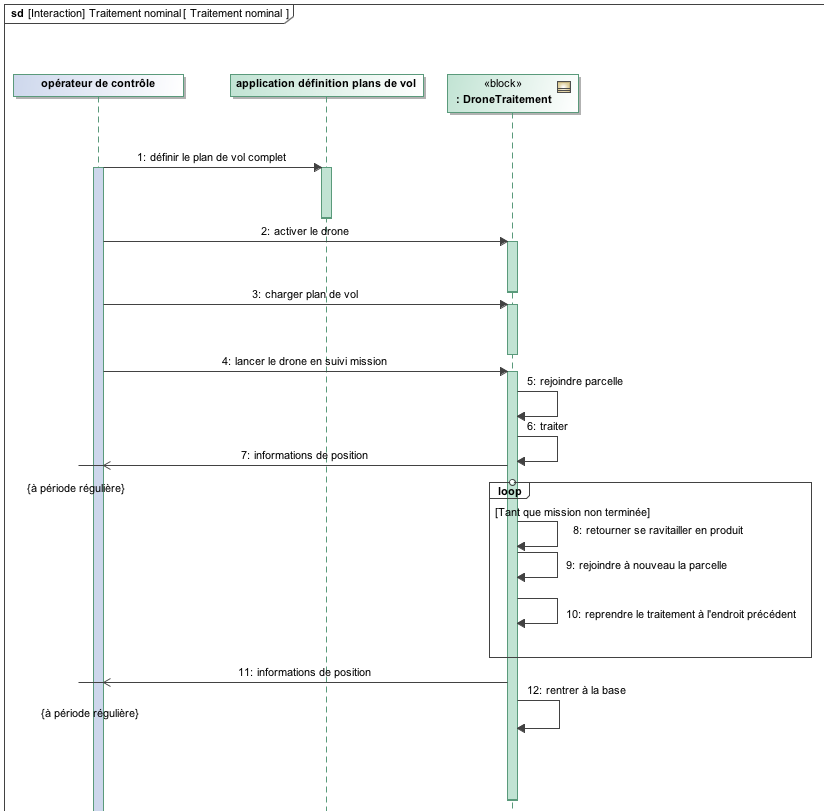 sd [Interaction] Traitement nominal[ Traitement nominal ]
opérateur de contrôle
application définition plans de vol
«block»
: DroneTraitement
1: définir le plan de vol complet
2: activer le drone
3: charger plan de vol
4: lancer le drone en suivi mission
5: rejoindre parcelle
6: traiter
7: informations de position
{à période régulière}
loop
[Tant que mission non terminée]
8: retourner se ravitailler en produit
9: rejoindre à nouveau la parcelle
10: reprendre le traitement à l'endroit précédent
11: informations de position
12: rentrer à la base
{à période régulière}